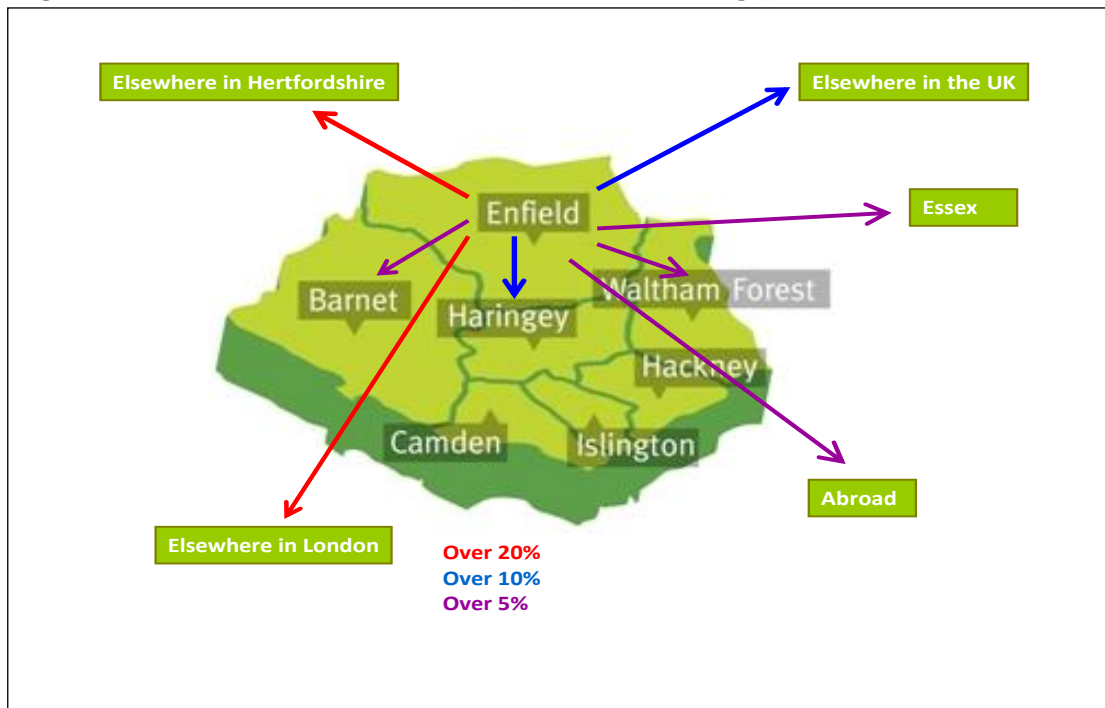 Elsewhere in Hertfordshire
Elsewhere in the UK
Enfield
Essex
Barnet
Haringey
Waltham Forest
Hackney
Camden
Islington
Abroad
Elsewhere in London
Over 20%
Over 10%
Over 5%